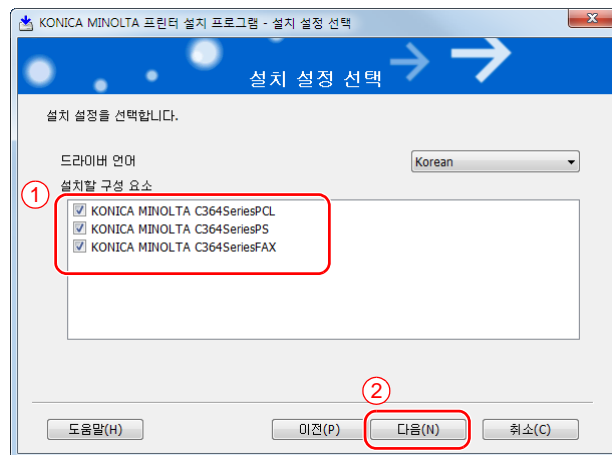 KONICA MINOLTA 프린터 설치 프로그램 - 설치 설정 선택
설치 설정 선택
설치 설정을 선택합니다.
드라이버 언어 Korean
설치할 구성 요소
①
KONICA MINOLTA C364SeriesPCL
KONICA MINOLTA C364SeriesPS
KONICA MINOLTA C364SeriesFAX
②
도움말(H) 이전(P) 다음(N) 취소(C)